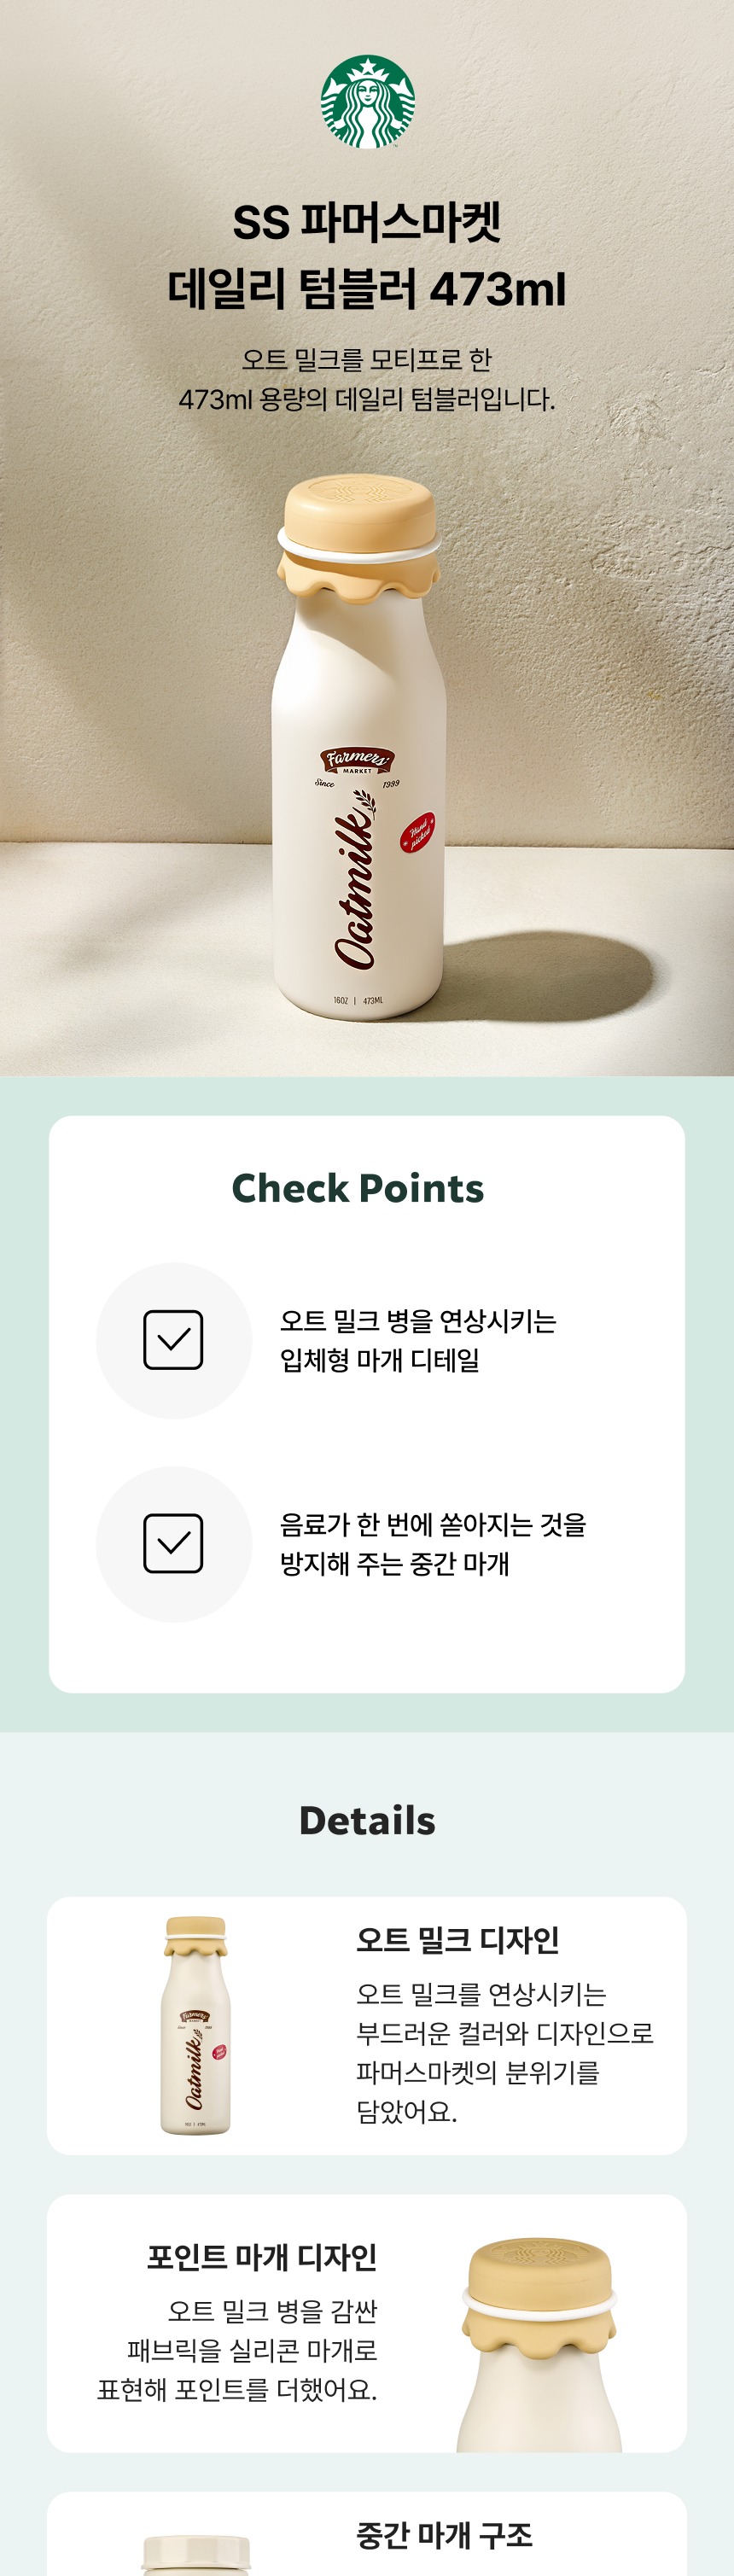 SS 파머스마켓
데일리 텀블러 473ml
오트 밀크를 모티프로 한
473ml 용량의 데일리 텀블러입니다.
Farmers'
MARKET
Since 1999
Oatmilk
Hand
picked
16OZ | 473ML
Check Points
오트 밀크 병을 연상시키는
입체형 마개 디테일
음료가 한 번에 쏟아지는 것을
방지해 주는 중간 마개
Details
오트 밀크 디자인
오트 밀크를 연상시키는
부드러운 컬러와 디자인으로
파머스마켓의 분위기를
담았어요.
Farmers'
MARKET
Oatmilk
포인트 마개 디자인
오트 밀크 병을 감싼
패브릭을 실리콘 마개로
표현해 포인트를 더했어요.
중간 마개 구조